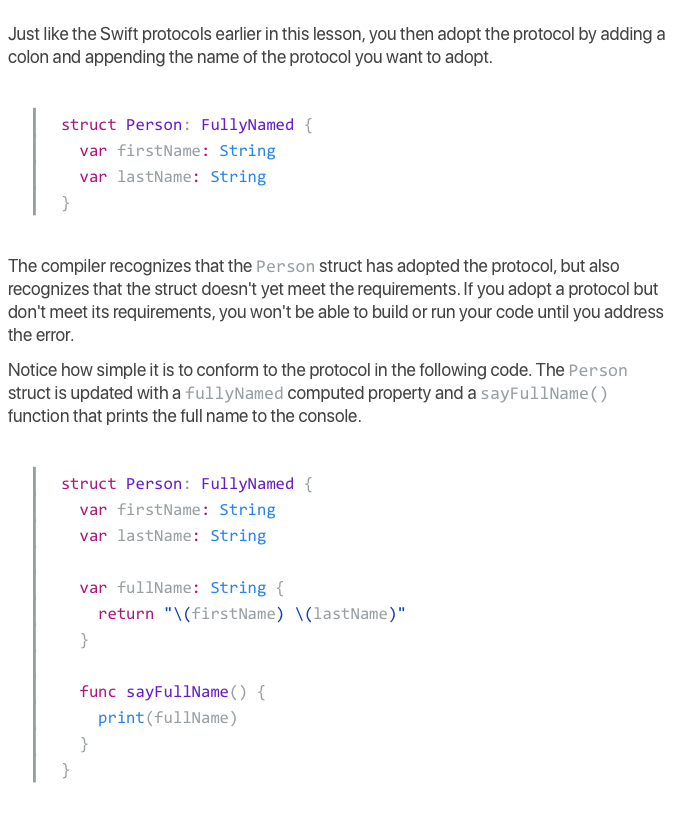 Just like the Swift protocols earlier in this lesson, you then adopt the protocol by adding a
colon and appending the name of the protocol you want to adopt.
struct Person: FullyNamed {
  var firstName: String
  var lastName: String
}
The compiler recognizes that the Person struct has adopted the protocol, but also
recognizes that the struct doesn't yet meet the requirements. If you adopt a protocol but
don't meet its requirements, you won't be able to build or run your code until you address
the error.
Notice how simple it is to conform to the protocol in the following code. The Person
struct is updated with a fullyNamed computed property and a sayFullName()
function that prints the full name to the console.
struct Person: FullyNamed {
  var firstName: String
  var lastName: String
  var fullName: String {
    return "\(firstName) \(lastName)"
  }
  func sayFullName() {
    print(fullName)
  }
}